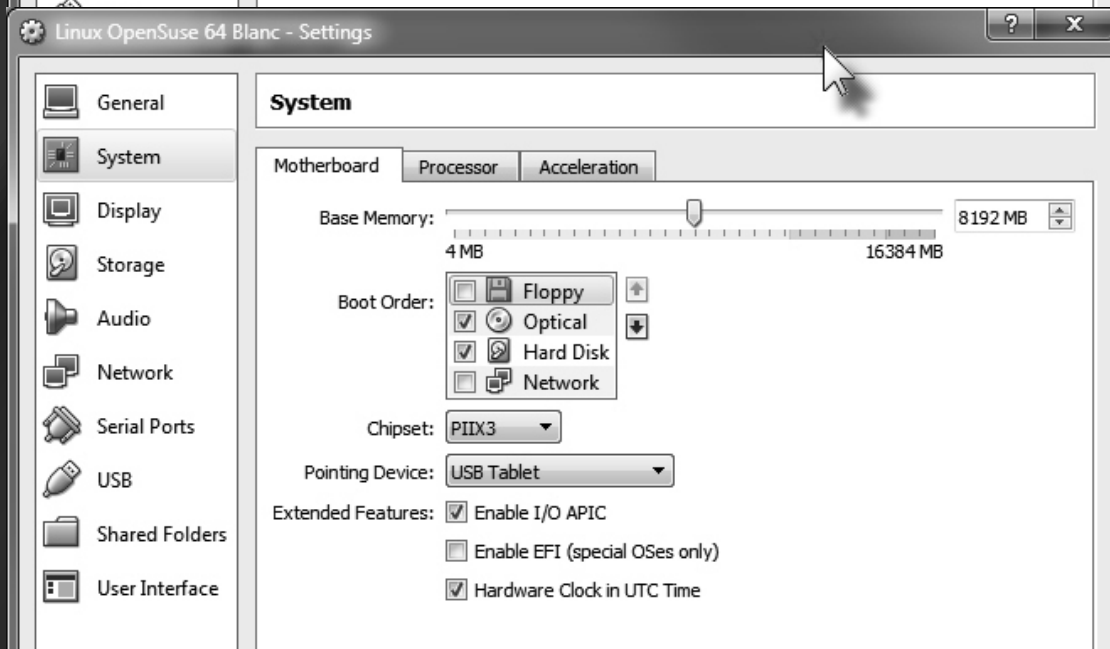 Linux OpenSuse 64 Blanc - Settings
?
X
General
System
Display
Storage
Audio
Network
Serial Ports
USB
Shared Folders
User Interface
System
Motherboard
Processor
Acceleration
Base Memory:
8192 MB
4 MB
16384 MB
Boot Order:
Floppy
Optical
Hard Disk
Network
Chipset:
PIIX3
Pointing Device:
USB Tablet
Extended Features:
Enable I/O APIC
Enable EFI (special OSes only)
Hardware Clock in UTC Time